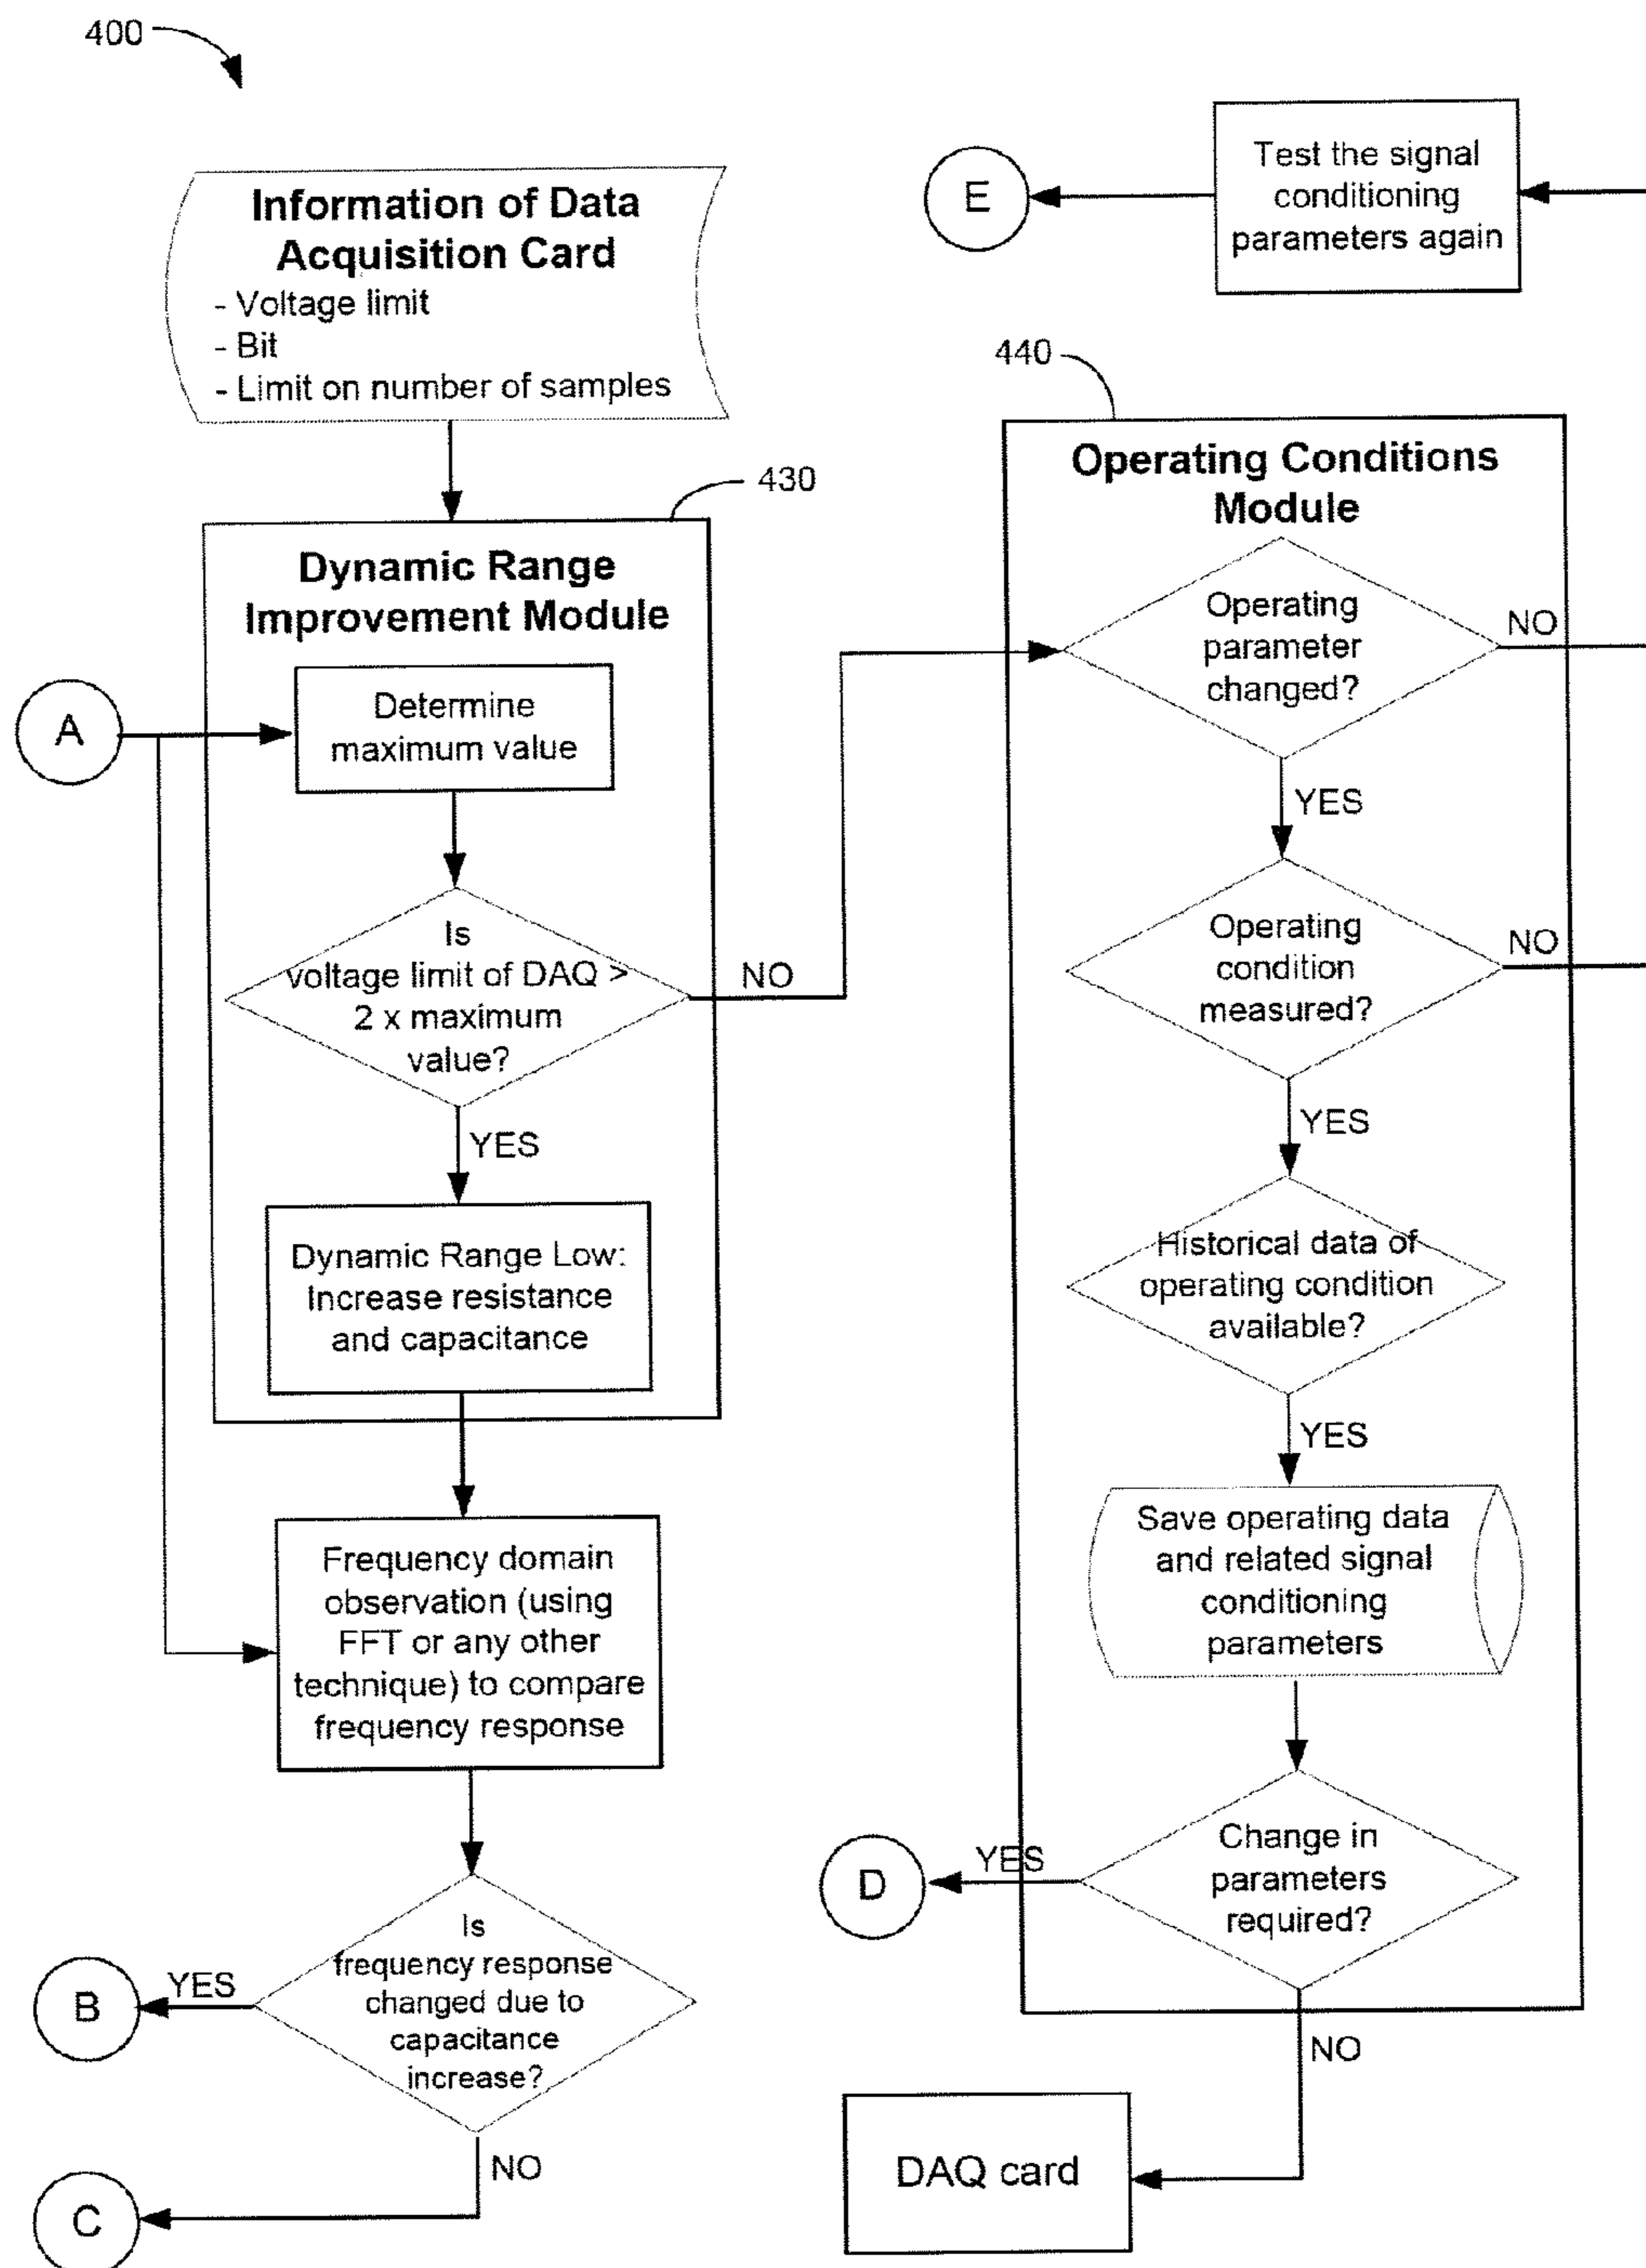 400
Information of Data
Acquisition Card
- Voltage limit
- Bit
- Limit on number of samples
430
Dynamic Range
Improvement Module
A
Determine
maximum value
Is
voltage limit of DAQ >
2 x maximum
value?
NO
YES
Dynamic Range Low:
Increase resistance
and capacitance
Frequency domain
observation (using
FFT or any other
technique) to compare
frequency response
Is
frequency response
changed due to
capacitance
increase?
YES
B
NO
C
E
Test the signal
conditioning
parameters again
440
Operating Conditions
Module
Operating
parameter
changed?
NO
YES
Operating
condition
measured?
NO
YES
Historical data of
operating condition
available?
YES
Save operating data
and related signal
conditioning
parameters
Change in
parameters
required?
YES
D
NO
DAQ card